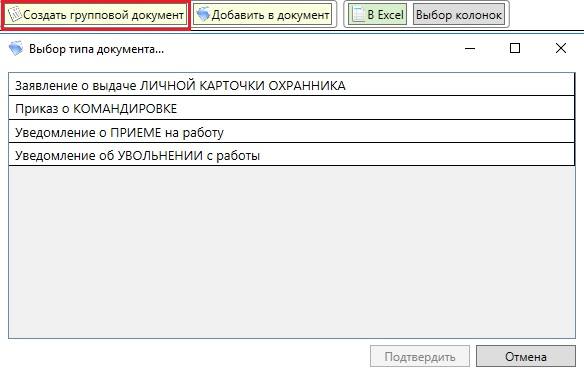 Создать групповой документ Добавить в документ В Excel Выбор колонок
Выбор типа документа...
Заявление о выдаче ЛИЧНОЙ КАРТОЧКИ ОХРАННИКА
Приказ о КОМАНДИРОВКЕ
Уведомление о ПРИЕМЕ на работу
Уведомление об УВОЛЬНЕНИИ с работы
Подтвердить Отмена